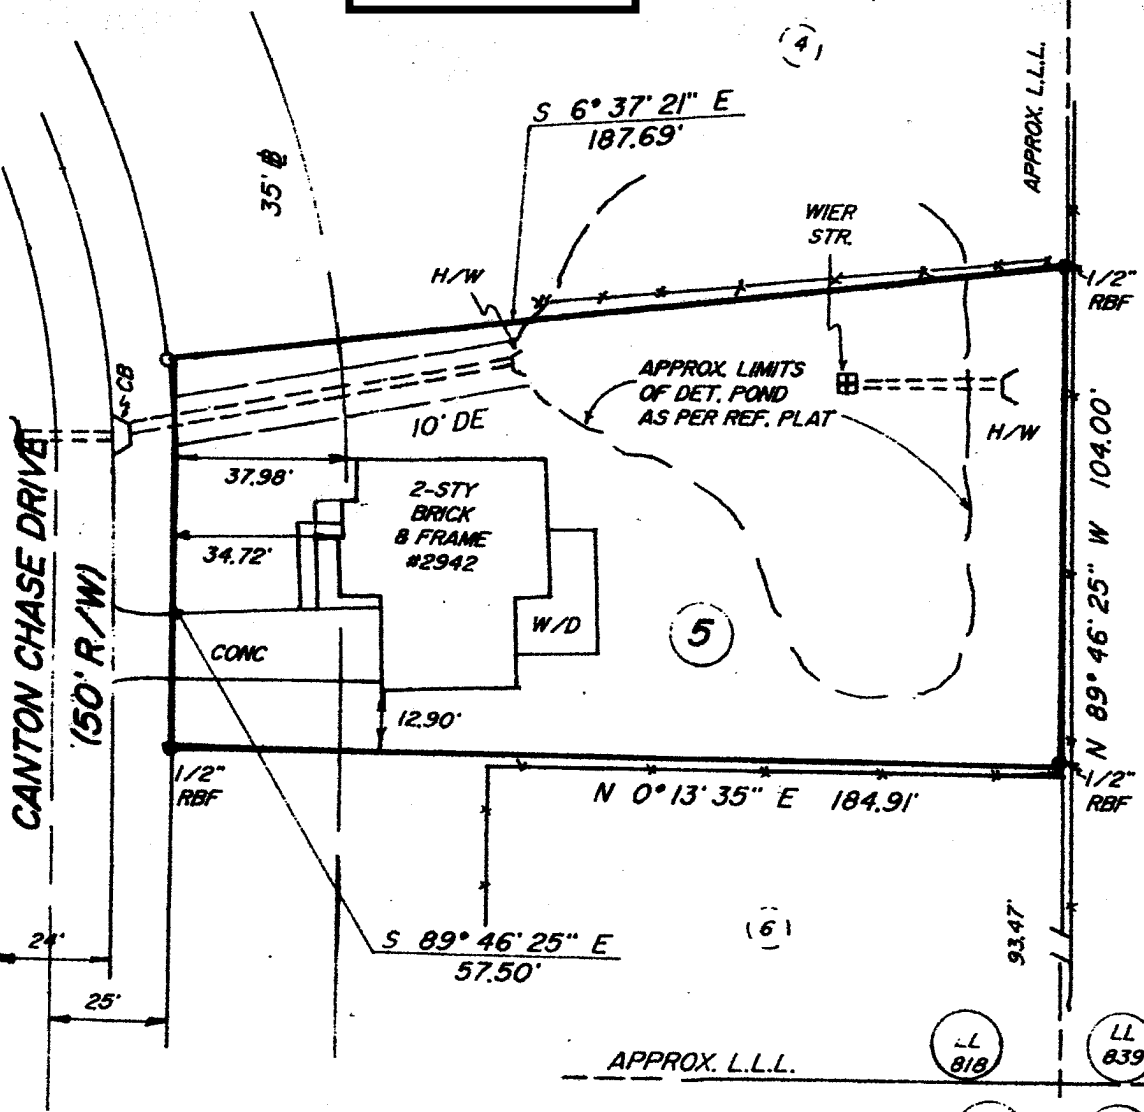 4
S 6° 37' 21" E
187.69'
APPROX. L.L.L.
35'
WIER
STR.
H/W
1/2"
RBF
CB
APPROX. LIMITS
OF DET. POND
AS PER REF. PLAT
10' DE
H/W
37.98'
2-STY
BRICK
& FRAME
#2942
34.72'
N 89° 46' 25" W 104.00'
CANTON CHASE DRIVE
(50' R/W)
W/D
5
CONC
12.90'
1/2"
RBF
N 0° 13' 35" E 184.91'
1/2"
RBF
6
93.47'
S 89° 46' 25" E
57.50'
24'
25'
LL
818
LL
839
APPROX. L.L.L.